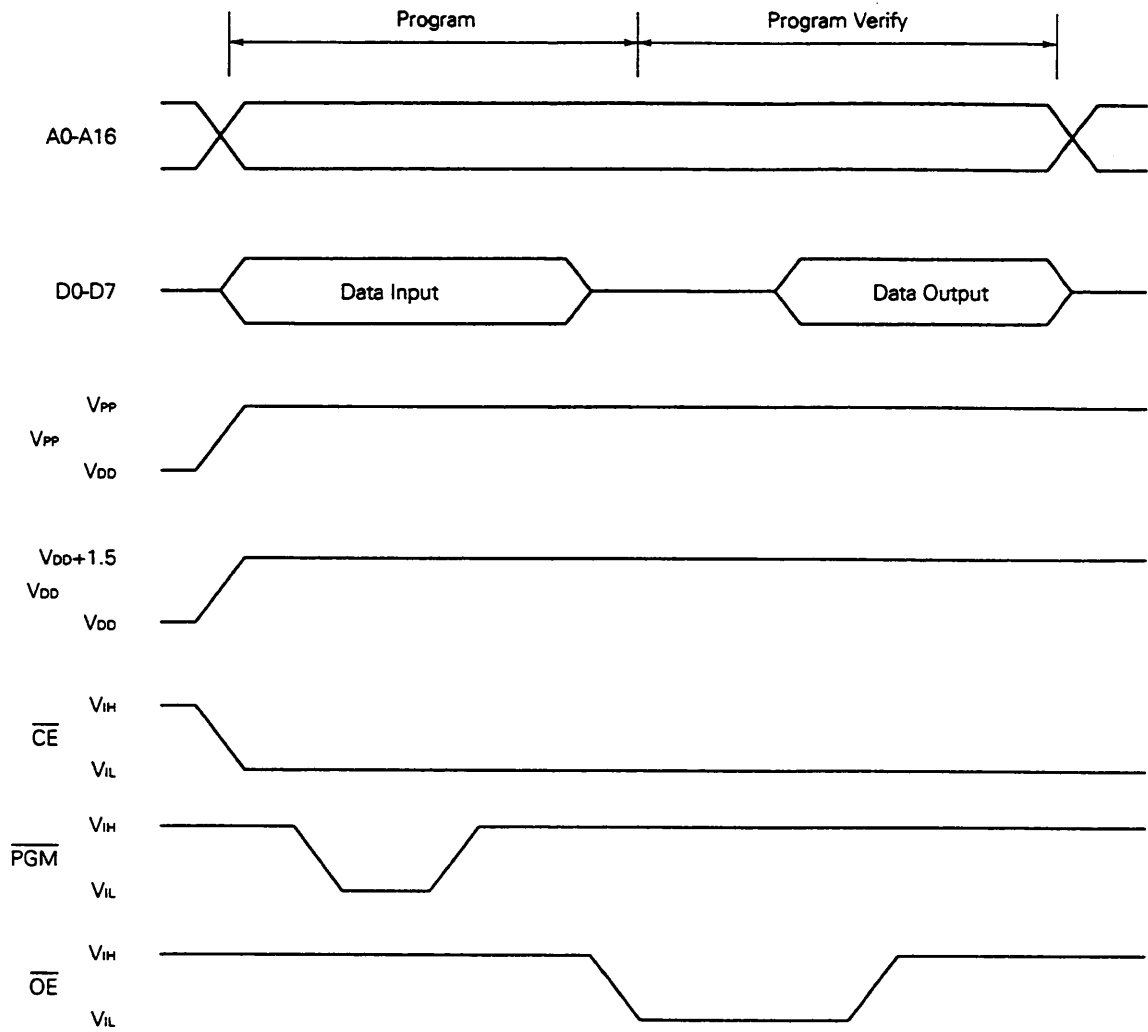 Program Program Verify
A0-A16
D0-D7 Data Input Data Output
VPP
VPP
VDD
VDD+1.5
VDD
VDD
VIH
CE
VIL
VIH
PGM
VIL
VIH
OE
VIL